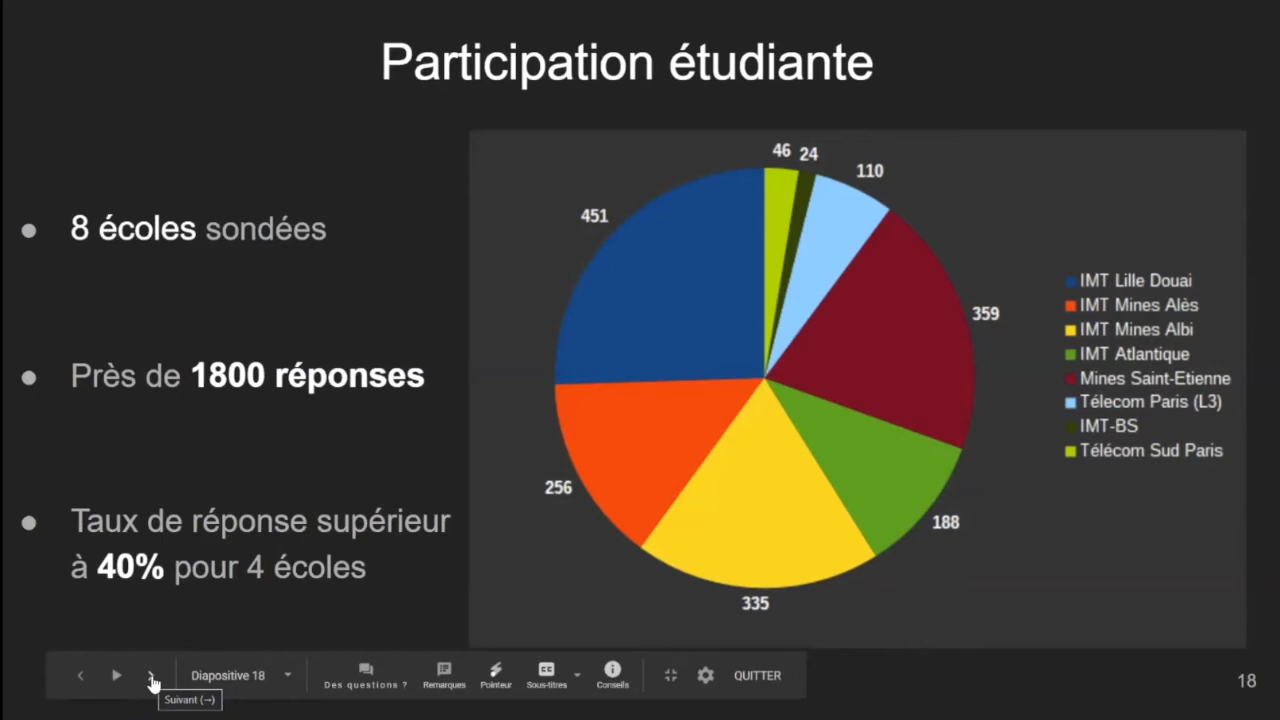 Participation étudiante
8 écoles sondées
Près de 1800 réponses
Taux de réponse supérieur
à 40% pour 4 écoles
46
24
110
451
359
256
188
335
IMT Lille Douai
IMT Mines Alès
IMT Mines Albi
IMT Atlantique
Mines Saint-Etienne
Télecom Paris (L3)
IMT-BS
Télécom Sud Paris
Diapositive 18
Des questions ?
Remarques
Pointeur
Sous-titres
Conseils
QUITTER
Suivant (→)
18